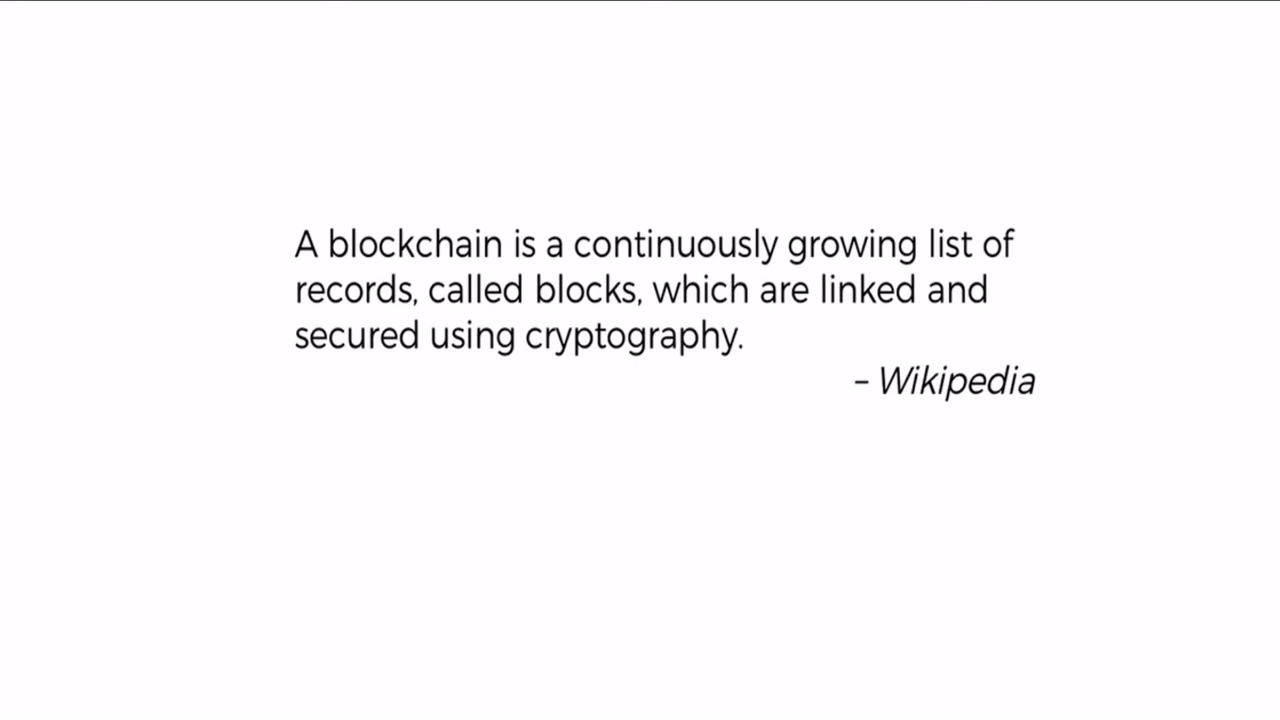 A blockchain is a continuously growing list of
records, called blocks, which are linked and
secured using cryptography.
– Wikipedia